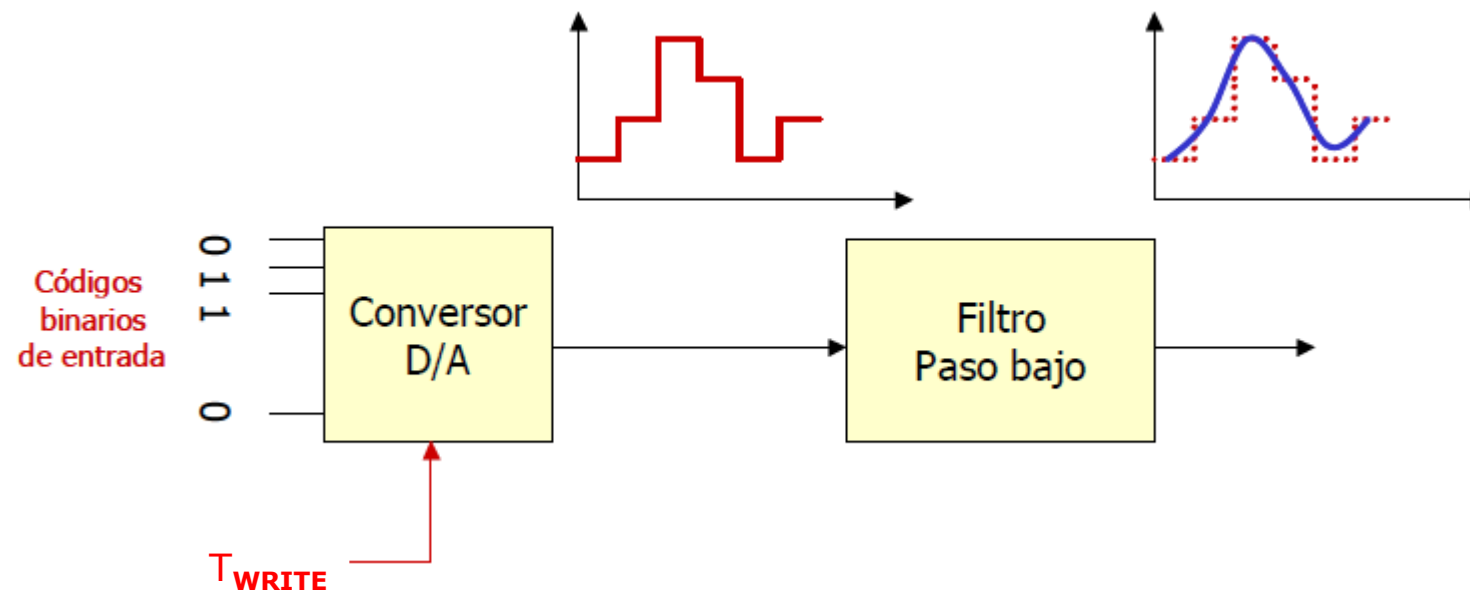 Códigos
binarios
de entrada
0
1
1
0
Conversor
D/A
Filtro
Paso bajo
TWRITE